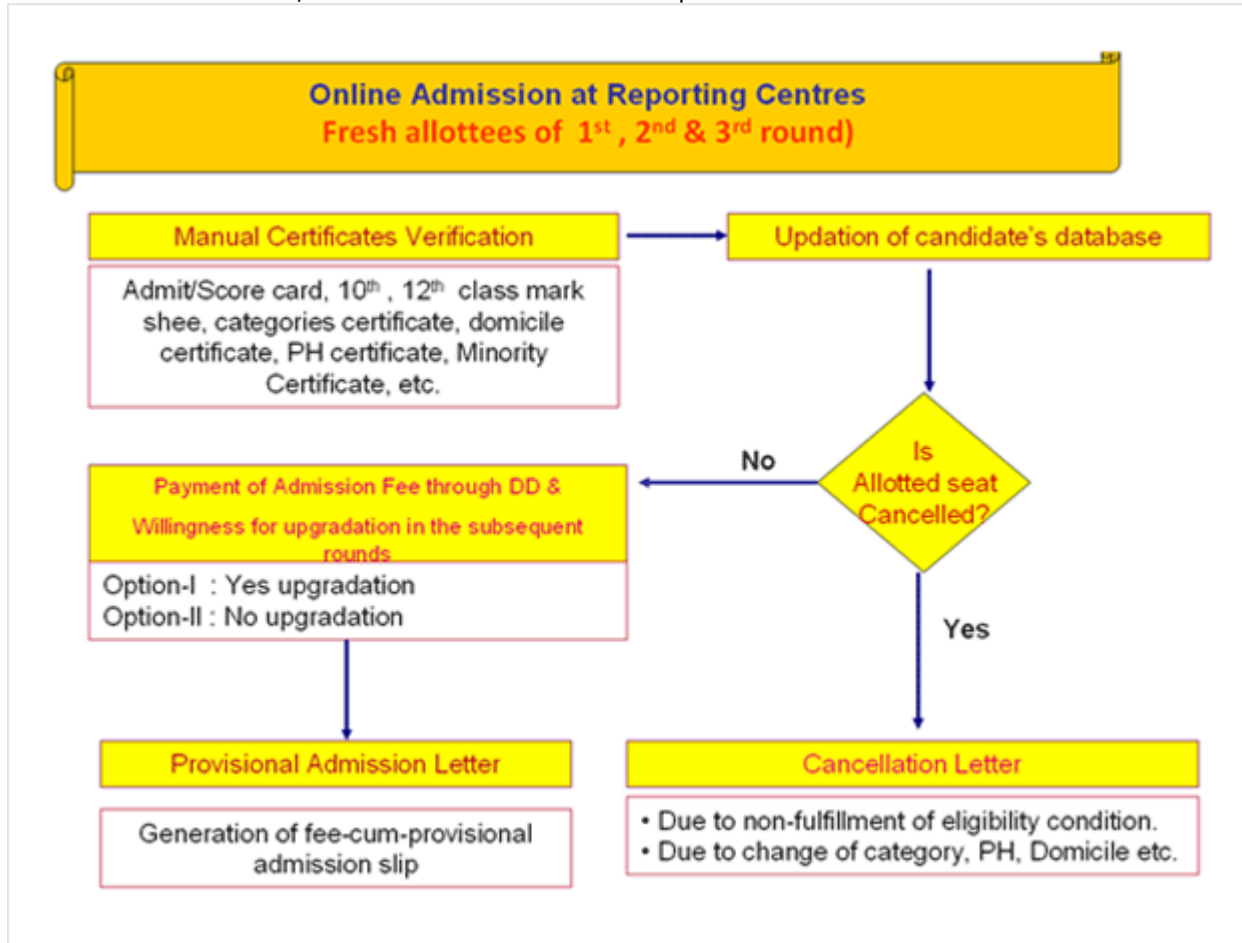 Online Admission at Reporting Centres
Fresh allottees of 1st , 2nd & 3rd round)
Manual Certificates Verification
Updation of candidate's database
Admit/Score card, 10th , 12th class mark
shee, categories certificate, domicile
certificate, PH certificate, Minority
Certificate, etc.
Is
Allotted seat
Cancelled?
No
Payment of Admission Fee through DD &
Willingness for upgradation in the subsequent
rounds
Option-I : Yes upgradation
Option-II : No upgradation
Yes
Provisional Admission Letter
Generation of fee-cum-provisional
admission slip
Cancellation Letter
• Due to non-fulfillment of eligibility condition.
• Due to change of category, PH, Domicile etc.